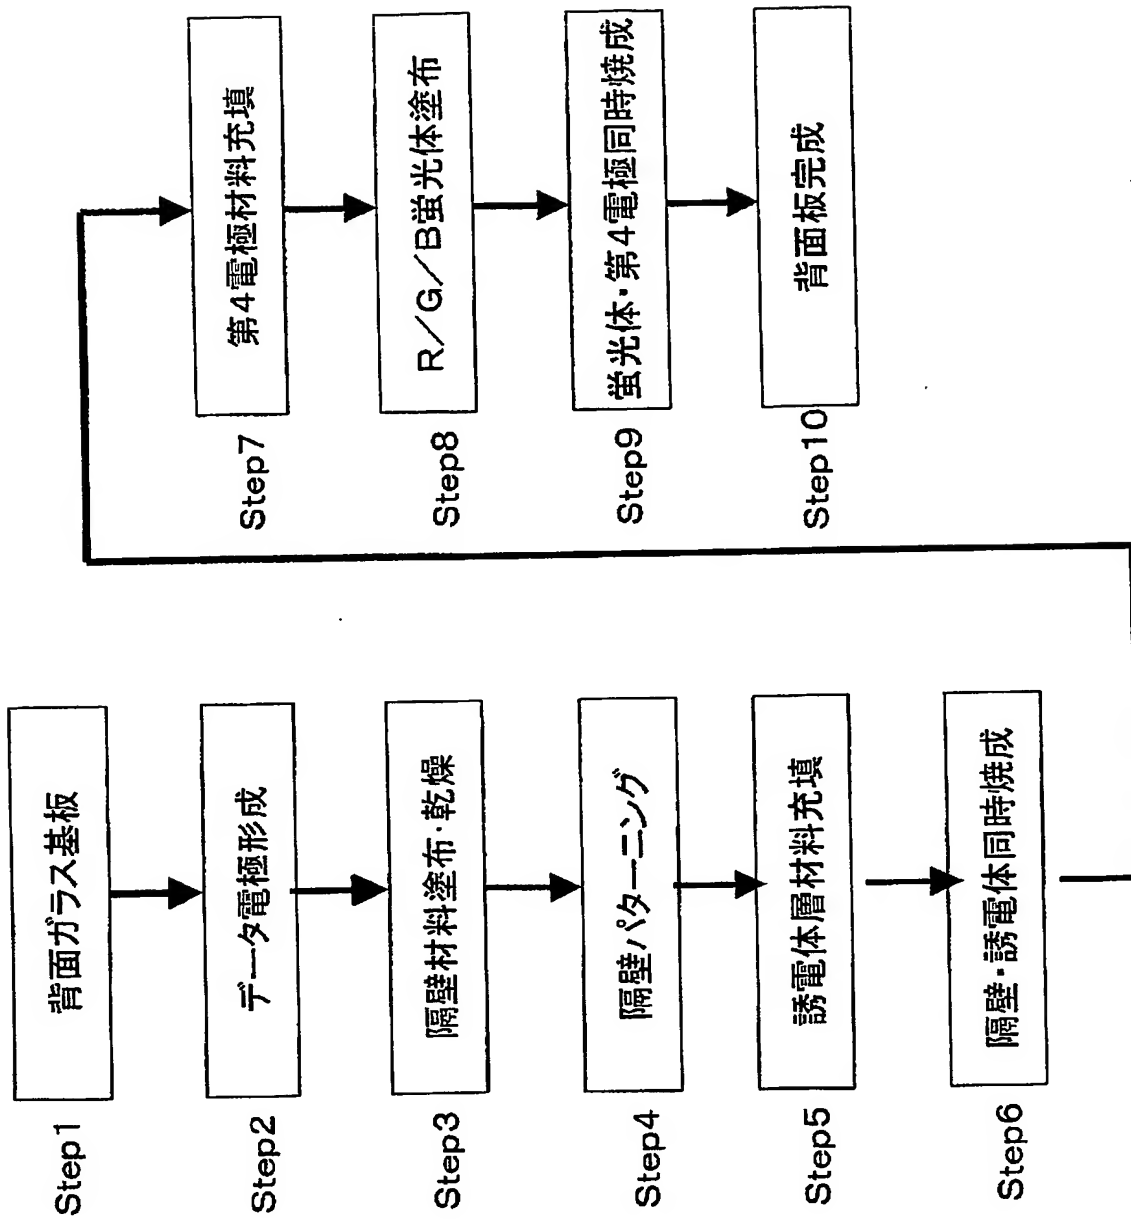 Step1
背面ガラス基板
Step2
データ電極形成
Step3
隔壁材料塗布・乾燥
Step4
隔壁パターニング
Step5
誘電体層材料充填
Step6
隔壁・誘電体同時焼成
Step7
第4電極材料充填
Step8
R/G/B蛍光体塗布
Step9
蛍光体・第4電極同時焼成
Step10
背面板完成